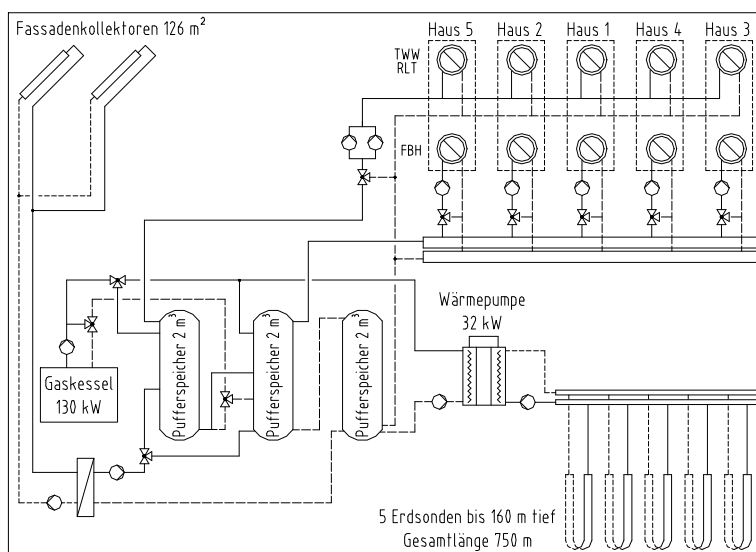 Fassadenkollektoren 126 m²
Haus 5 Haus 2 Haus 1 Haus 4 Haus 3
TWW
RLT
FBH
Wärmepumpe
32 kW
Gaskessel
130 kW
Pufferspeicher 2 m³
Pufferspeicher 2 m³
Pufferspeicher 2 m³
5 Erdsonden bis 160 m tief
Gesamtlänge 750 m